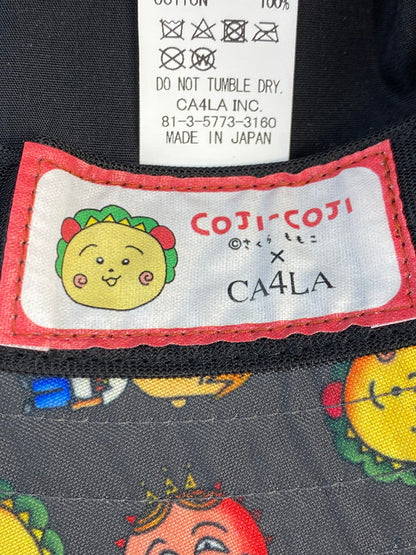 COTTON 100%
DO NOT TUMBLE DRY.
CA4LA INC.
81-3-5773-3160
MADE IN JAPAN
COJI-COJI
©さくらももこ
×
CA4LA